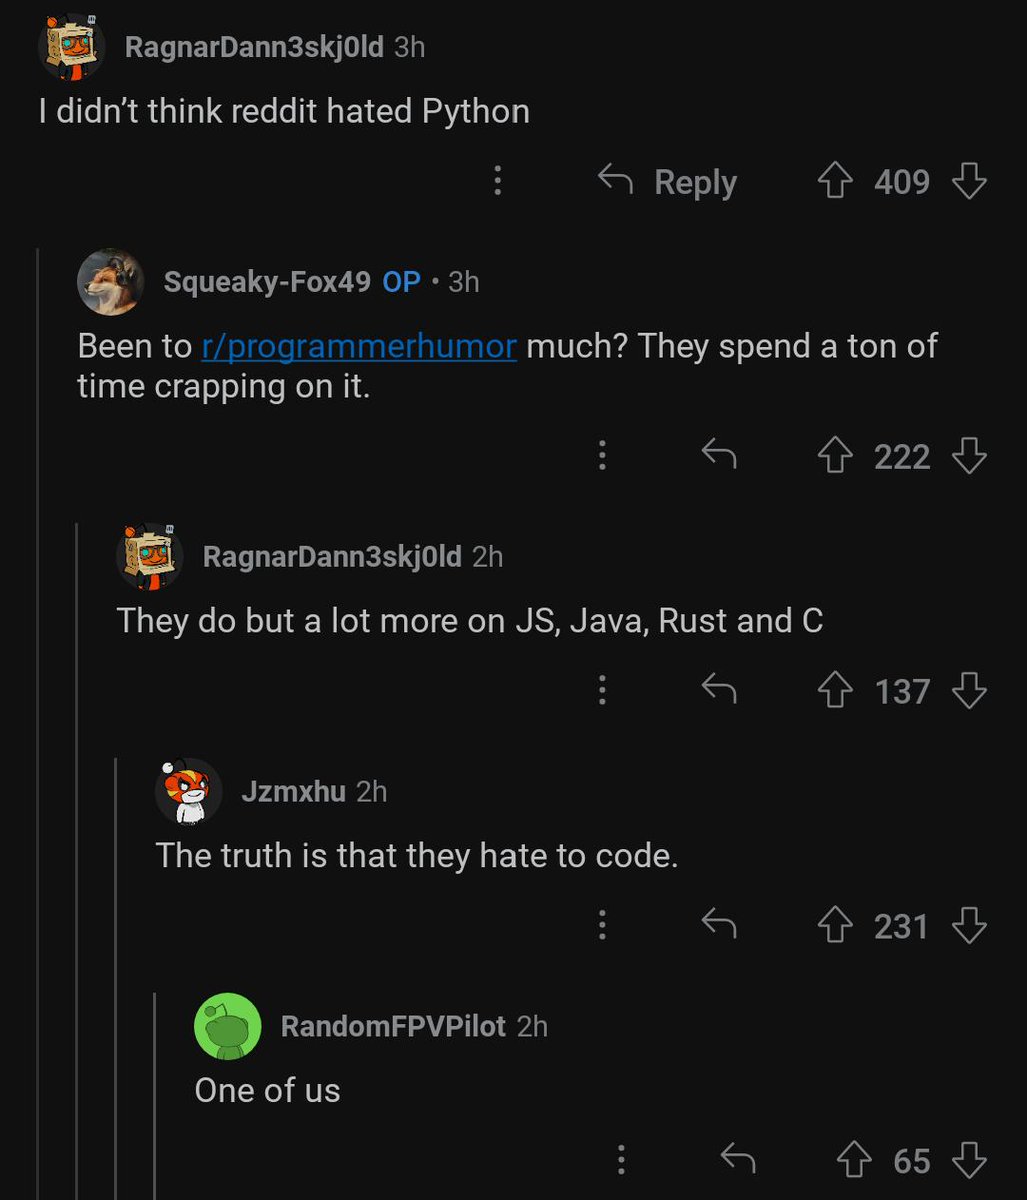 RagnarDann3skj0ld 3h
I didn’t think reddit hated Python
Reply 409
Squeaky-Fox49 OP • 3h
Been to r/programmerhumor much? They spend a ton of
time crapping on it.
222
RagnarDann3skj0ld 2h
They do but a lot more on JS, Java, Rust and C
137
Jzmxhu 2h
The truth is that they hate to code.
231
RandomFPVPilot 2h
One of us
65